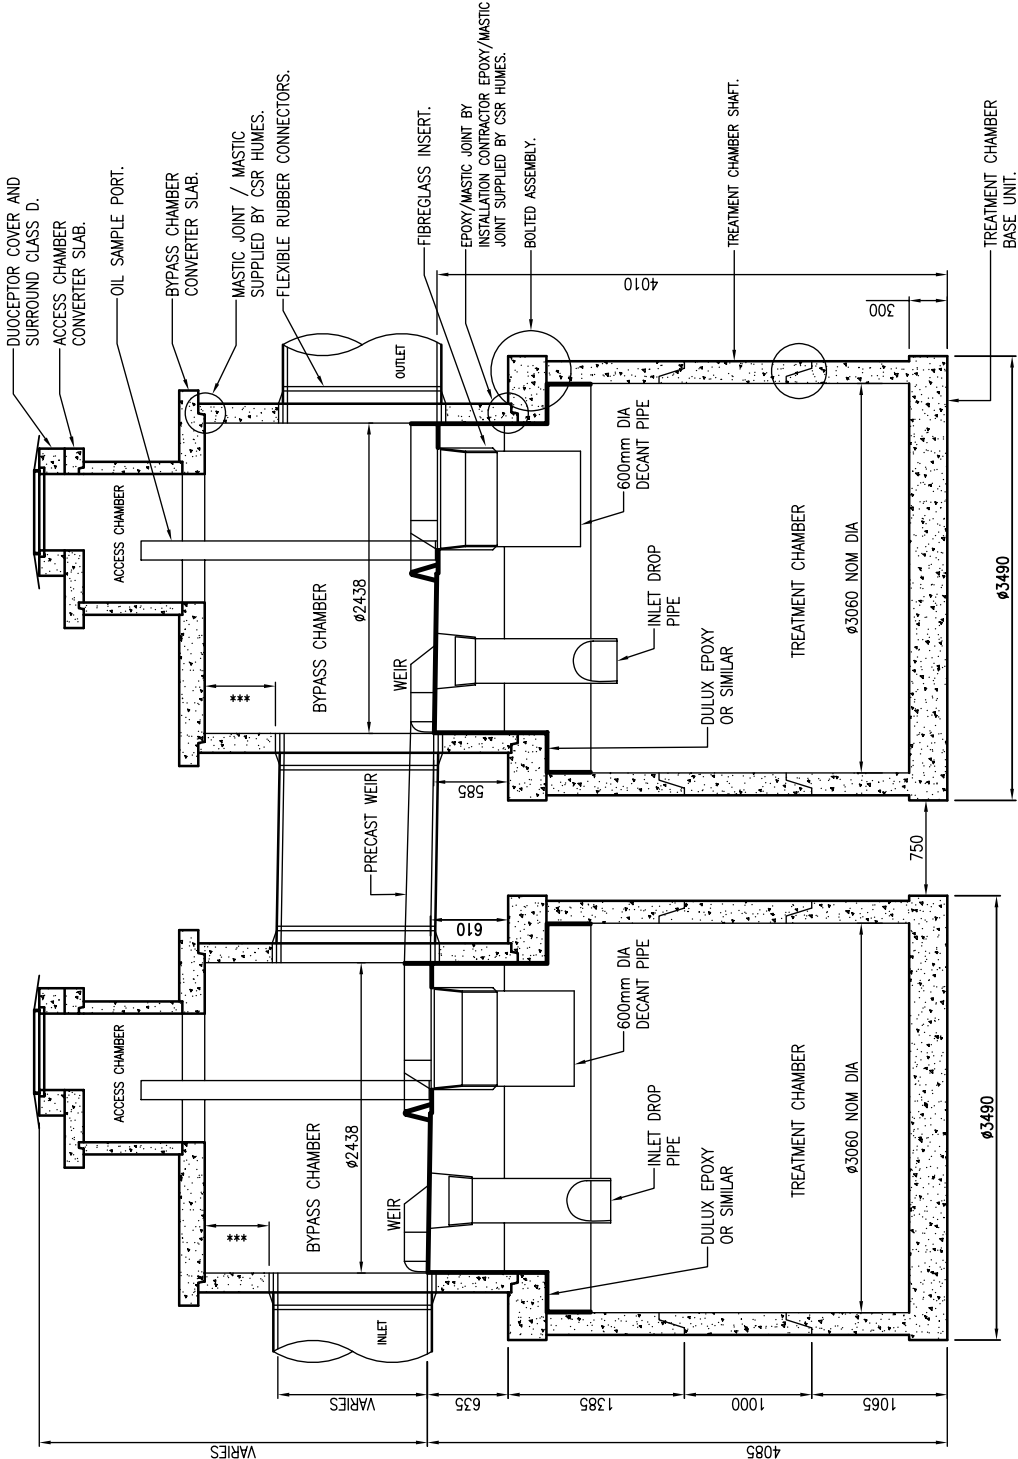 DUOCEPTOR COVER AND
SURROUND CLASS D.
ACCESS CHAMBER
CONVERTER SLAB.
OIL SAMPLE PORT.
BYPASS CHAMBER
CONVERTER SLAB.
MASTIC JOINT / MASTIC
SUPPLIED BY CSR HUMES.
FLEXIBLE RUBBER CONNECTORS.
FIBREGLASS INSERT.
EPOXY/MASTIC JOINT BY
INSTALLATION CONTRACTOR EPOXY/MASTIC
JOINT SUPPLIED BY CSR HUMES.
BOLTED ASSEMBLY.
TREATMENT CHAMBER SHAFT.
TREATMENT CHAMBER
BASE UNIT.
ACCESS CHAMBER
***
BYPASS CHAMBER
ø2438
OUTLET
WEIR
600mm DIA
DECANT PIPE
INLET DROP
PIPE
DULUX EPOXY
OR SIMILAR
TREATMENT CHAMBER
ø3060 NOM DIA
ø3490
4010
300
585
750
PRECAST WEIR
610
ACCESS CHAMBER
***
BYPASS CHAMBER
ø2438
INLET
WEIR
600mm DIA
DECANT PIPE
INLET DROP
PIPE
DULUX EPOXY
OR SIMILAR
TREATMENT CHAMBER
ø3060 NOM DIA
ø3490
VARIES
VARIES
635
1385
1000
1065
4085